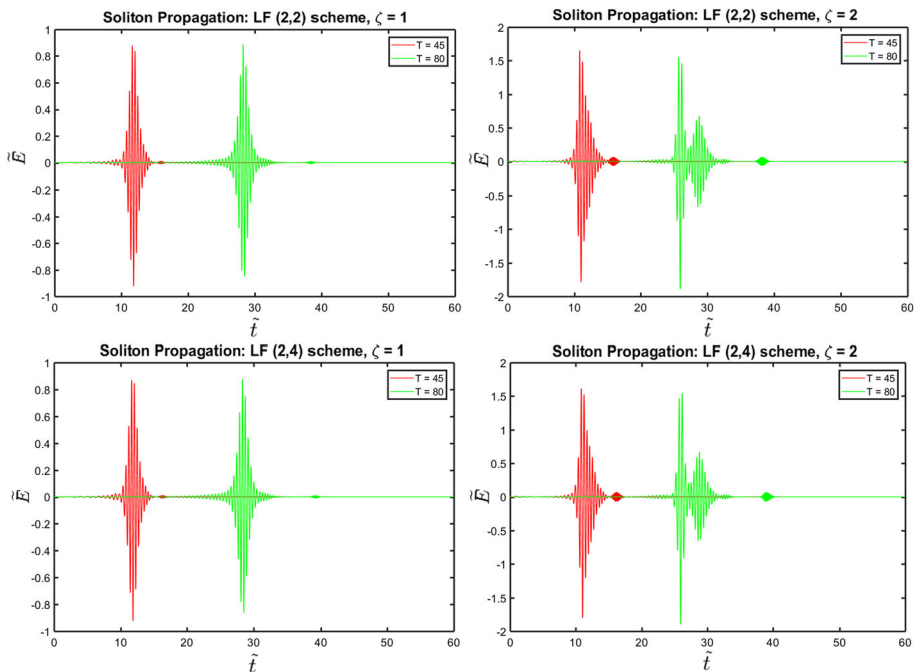 Soliton Propagation: LF (2,2) scheme, ζ = 1
1
0.8
0.6
0.4
0.2
0
-0.2
-0.4
-0.6
-0.8
-1
Ẽ
0 10 20 30 40 50 60
t̃
T = 45
T = 80
Soliton Propagation: LF (2,2) scheme, ζ = 2
2
1.5
1
0.5
0
-0.5
-1
-1.5
-2
Ẽ
0 10 20 30 40 50 60
t̃
T = 45
T = 80
Soliton Propagation: LF (2,4) scheme, ζ = 1
1
0.8
0.6
0.4
0.2
0
-0.2
-0.4
-0.6
-0.8
-1
Ẽ
0 10 20 30 40 50 60
t̃
T = 45
T = 80
Soliton Propagation: LF (2,4) scheme, ζ = 2
2
1.5
1
0.5
0
-0.5
-1
-1.5
-2
Ẽ
0 10 20 30 40 50 60
t̃
T = 45
T = 80